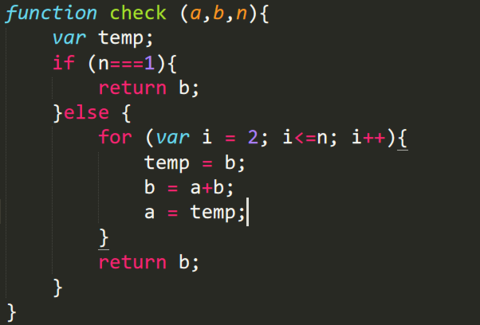 function check (a,b,n){
    var temp;
    if (n===1){
        return b;
    }else {
        for (var i = 2; i<=n; i++){
            temp = b;
            b = a+b;
            a = temp;
        }
        return b;
    }
}